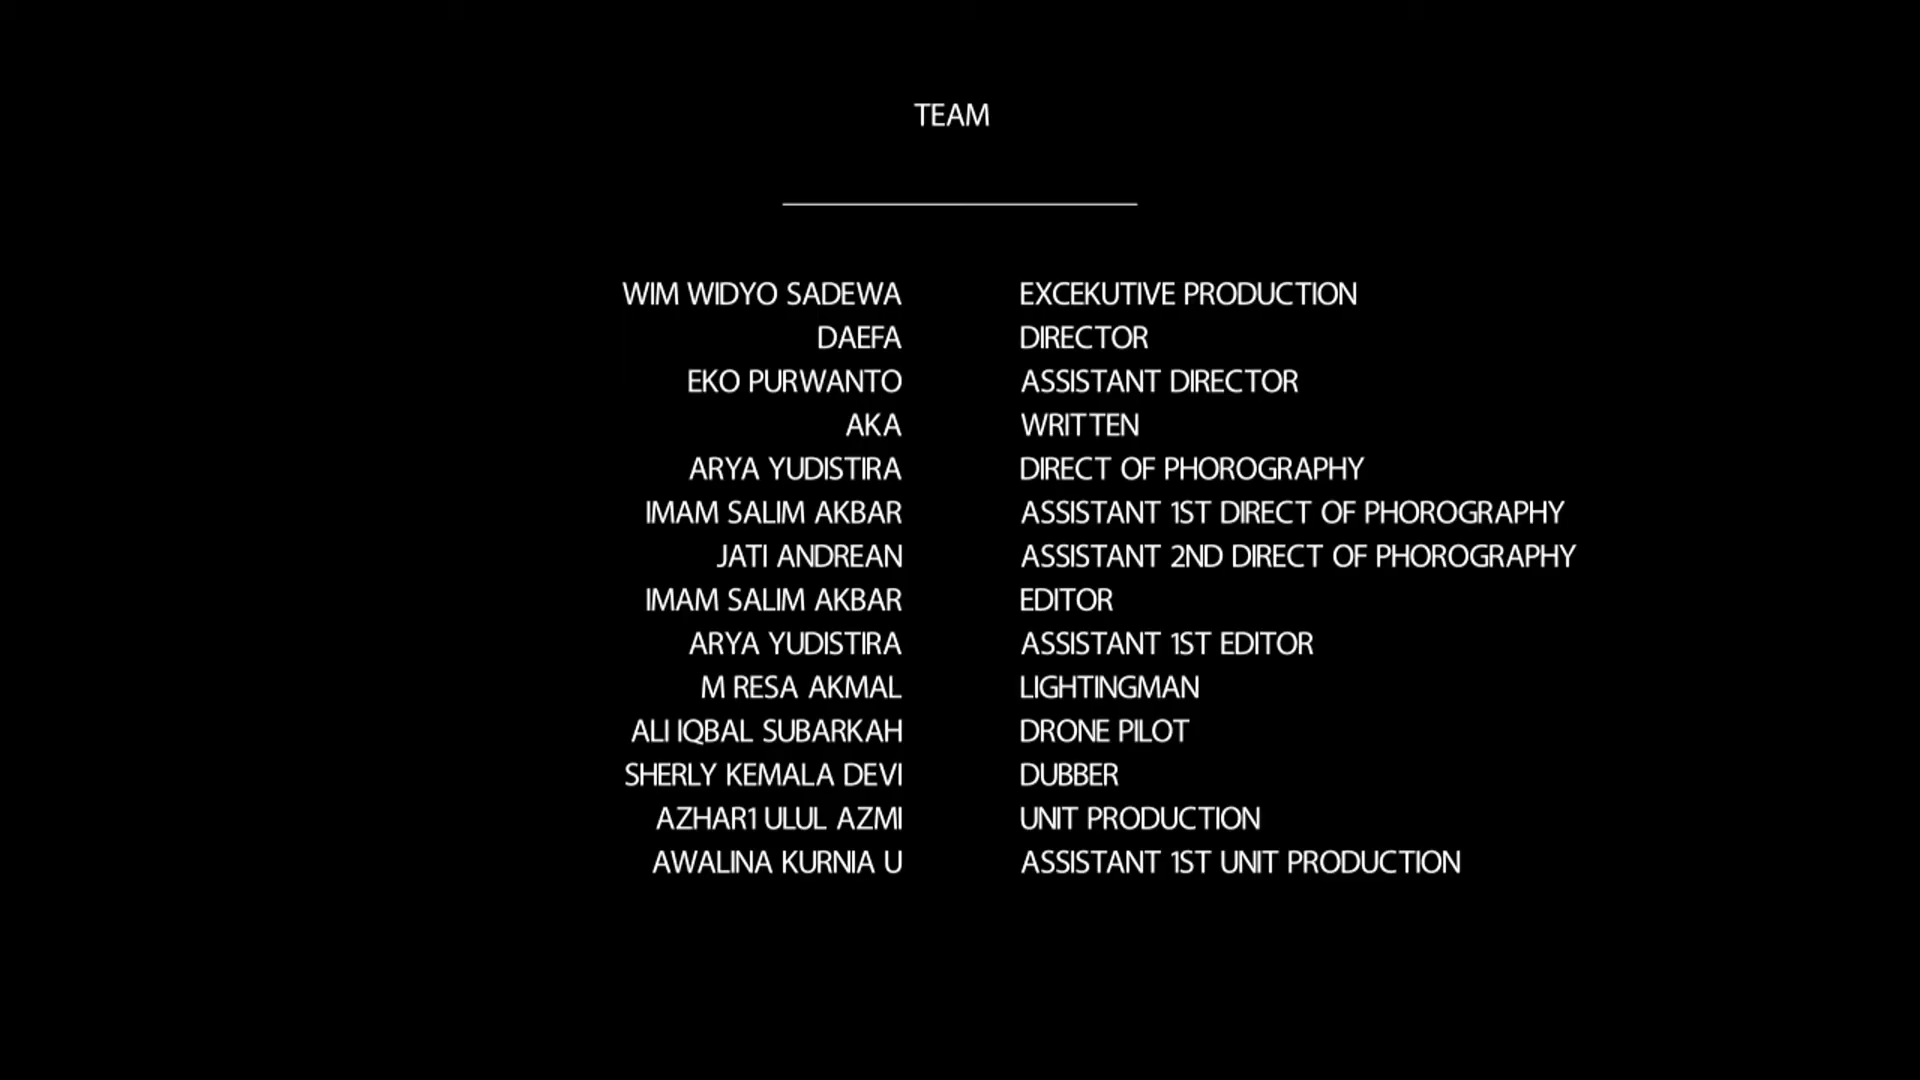 TEAM
WIM WIDYO SADEWA EXCEKUTIVE PRODUCTION
DAEFA DIRECTOR
EKO PURWANTO ASSISTANT DIRECTOR
AKA WRITTEN
ARYA YUDISTIRA DIRECT OF PHOROGRAPHY
IMAM SALIM AKBAR ASSISTANT 1ST DIRECT OF PHOROGRAPHY
JATI ANDREAN ASSISTANT 2ND DIRECT OF PHOROGRAPHY
IMAM SALIM AKBAR EDITOR
ARYA YUDISTIRA ASSISTANT 1ST EDITOR
M RESA AKMAL LIGHTINGMAN
ALI IQBAL SUBARKAH DRONE PILOT
SHERLY KEMALA DEVI DUBBER
AZHAR1 ULUL AZMI UNIT PRODUCTION
AWALINA KURNIA U ASSISTANT 1ST UNIT PRODUCTION